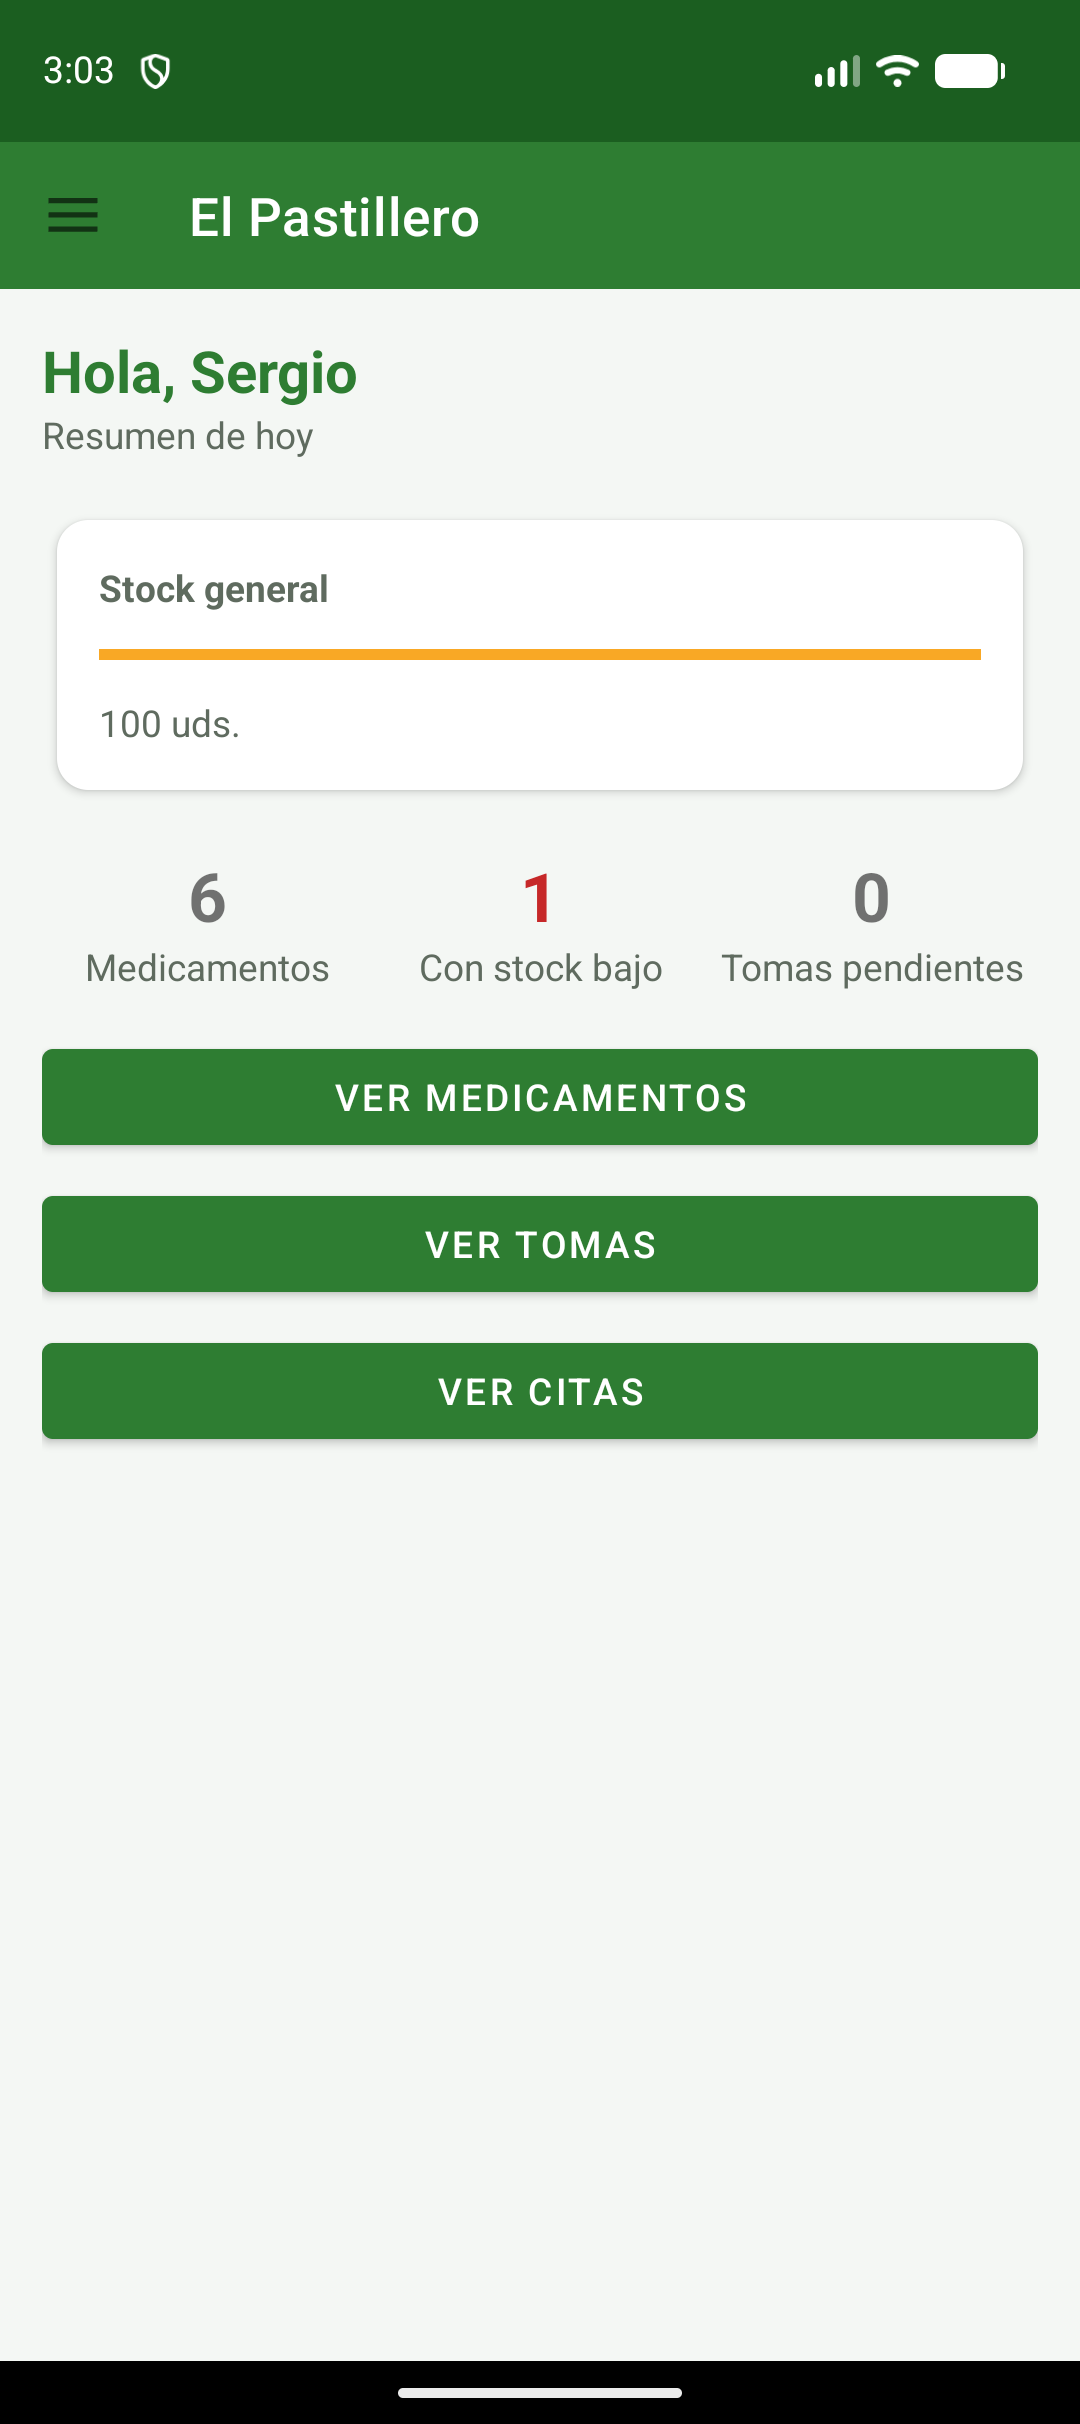 3:03
El Pastillero
Hola, Sergio
Resumen de hoy
Stock general
100 uds.
6
Medicamentos
1
Con stock bajo
0
Tomas pendientes
VER MEDICAMENTOS
VER TOMAS
VER CITAS